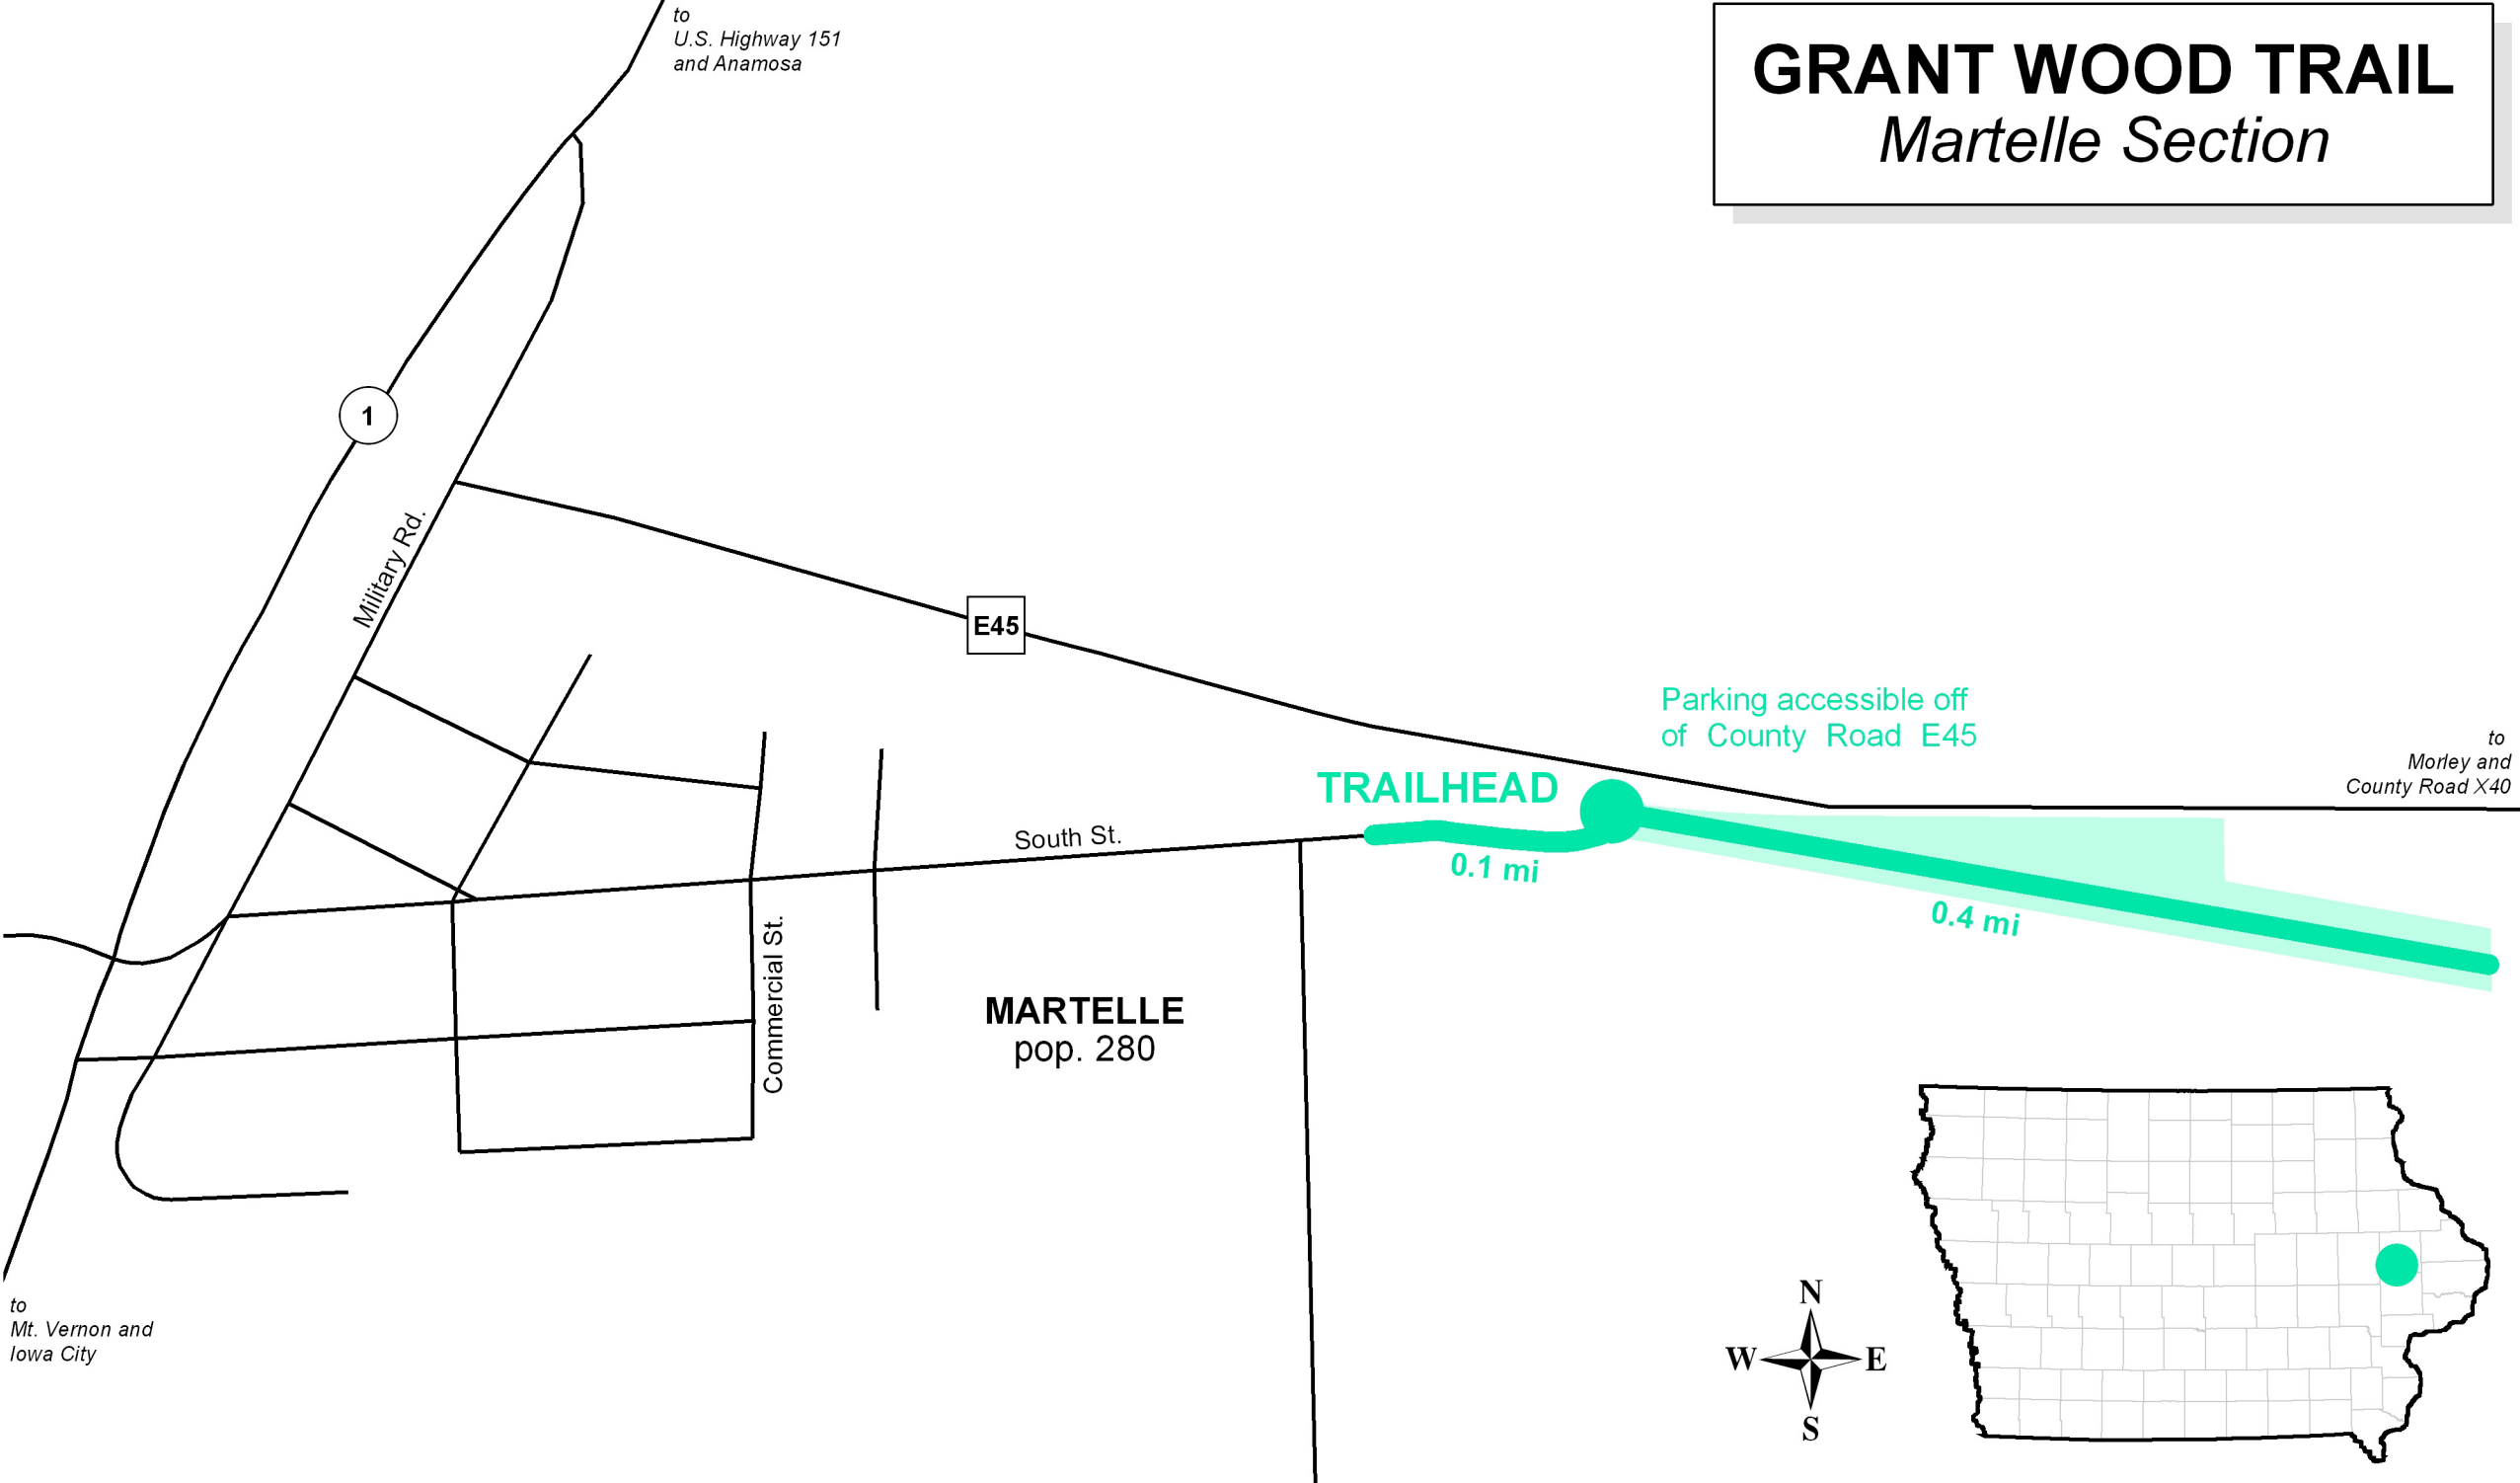 to
U.S. Highway 151
and Anamosa
GRANT WOOD TRAIL
Martelle Section
1
Military Rd.
E45
Parking accessible off
of County Road E45
to
Morley and
County Road X40
TRAILHEAD
South St.
0.1 mi
0.4 mi
Commercial St.
MARTELLE
pop. 280
to
Mt. Vernon and
Iowa City
N
W
E
S